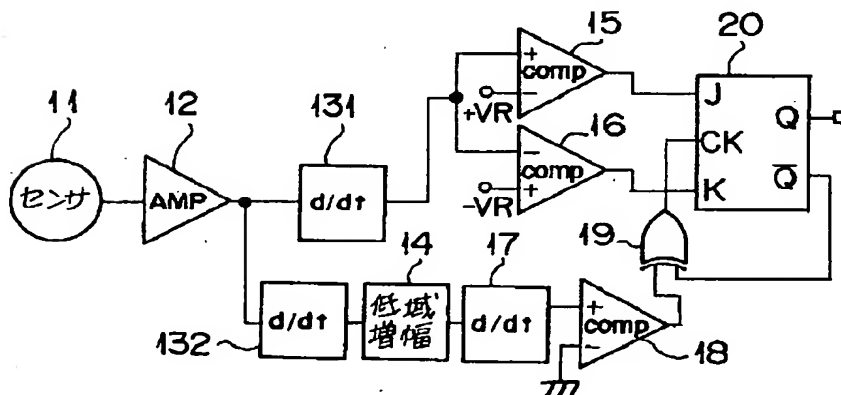 15
20
11
12
131
+
comp
−
+VR
16
J
Q
CK
K
Q̅
センサ
AMP
d/dt
−
comp
+
−VR
19
14
17
d/dt
低域
増幅
d/dt
+
comp
−
132
18